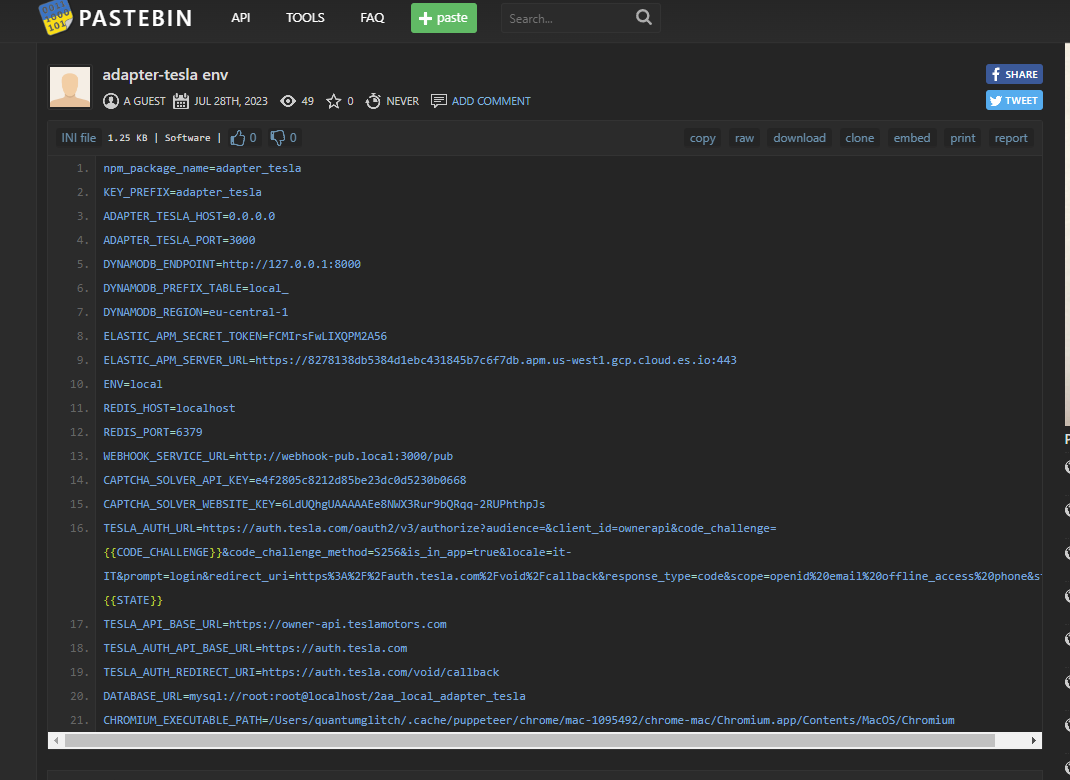 PASTEBIN API TOOLS FAQ + paste Search...
adapter-tesla env
SHARE
A GUEST JUL 28TH, 2023 49 0 NEVER ADD COMMENT
TWEET
INI file 1.25 KB | Software | 0 0 copy raw download clone embed print report
1. npm_package_name=adapter_tesla
2. KEY_PREFIX=adapter_tesla
3. ADAPTER_TESLA_HOST=0.0.0.0
4. ADAPTER_TESLA_PORT=3000
5. DYNAMODB_ENDPOINT=http://127.0.0.1:8000
6. DYNAMODB_PREFIX_TABLE=local_
7. DYNAMODB_REGION=eu-central-1
8. ELASTIC_APM_SECRET_TOKEN=FCMIrsFwLIXQPM2A56
9. ELASTIC_APM_SERVER_URL=https://8278138db5384d1ebc431845b7c6f7db.apm.us-west1.gcp.cloud.es.io:443
10. ENV=local
11. REDIS_HOST=localhost
12. REDIS_PORT=6379
13. WEBHOOK_SERVICE_URL=http://webhook-pub.local:3000/pub
14. CAPTCHA_SOLVER_API_KEY=e4f2805c8212d85be23dc0d5230b0668
15. CAPTCHA_SOLVER_WEBSITE_KEY=6LdUQhgUAAAAAEe8NWX3Rur9bQRqq-2RUPhthpJs
16. TESLA_AUTH_URL=https://auth.tesla.com/oauth2/v3/authorize?audience=&client_id=ownerapi&code_challenge=
{{CODE_CHALLENGE}}&code_challenge_method=S256&is_in_app=true&locale=it-
IT&prompt=login&redirect_uri=https%3A%2F%2Fauth.tesla.com%2Fvoid%2Fcallback&response_type=code&scope=openid%20email%20offline_access%20phone&s
{{STATE}}
17. TESLA_API_BASE_URL=https://owner-api.teslamotors.com
18. TESLA_AUTH_API_BASE_URL=https://auth.tesla.com
19. TESLA_AUTH_REDIRECT_URI=https://auth.tesla.com/void/callback
20. DATABASE_URL=mysql://root:root@localhost/2aa_local_adapter_tesla
21. CHROMIUM_EXECUTABLE_PATH=/Users/quantumglitch/.cache/puppeteer/chrome/mac-1095492/chrome-mac/Chromium.app/Contents/MacOS/Chromium